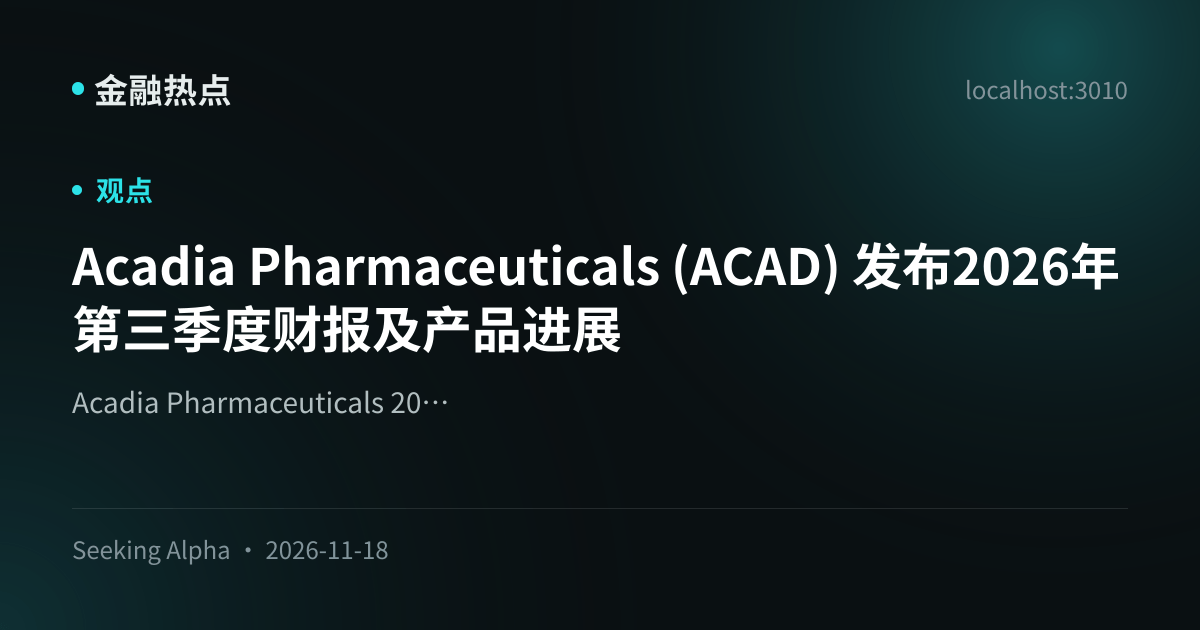 金融热点
localhost:3010
观点
Acadia Pharmaceuticals (ACAD) 发布2026年
第三季度财报及产品进展
Acadia Pharmaceuticals 20…
Seeking Alpha • 2026-11-18